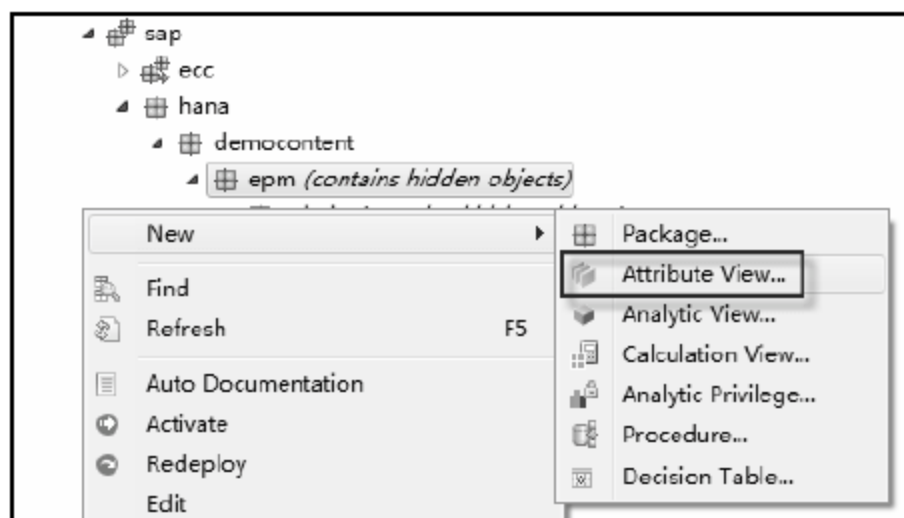 sap
ecc
hana
democontent
epm (contains hidden objects)
New
Find
Refresh F5
Auto Documentation
Activate
Redeploy
Edit
Package...
Attribute View...
Analytic View...
Calculation View...
Analytic Privilege...
Procedure...
Decision Table...